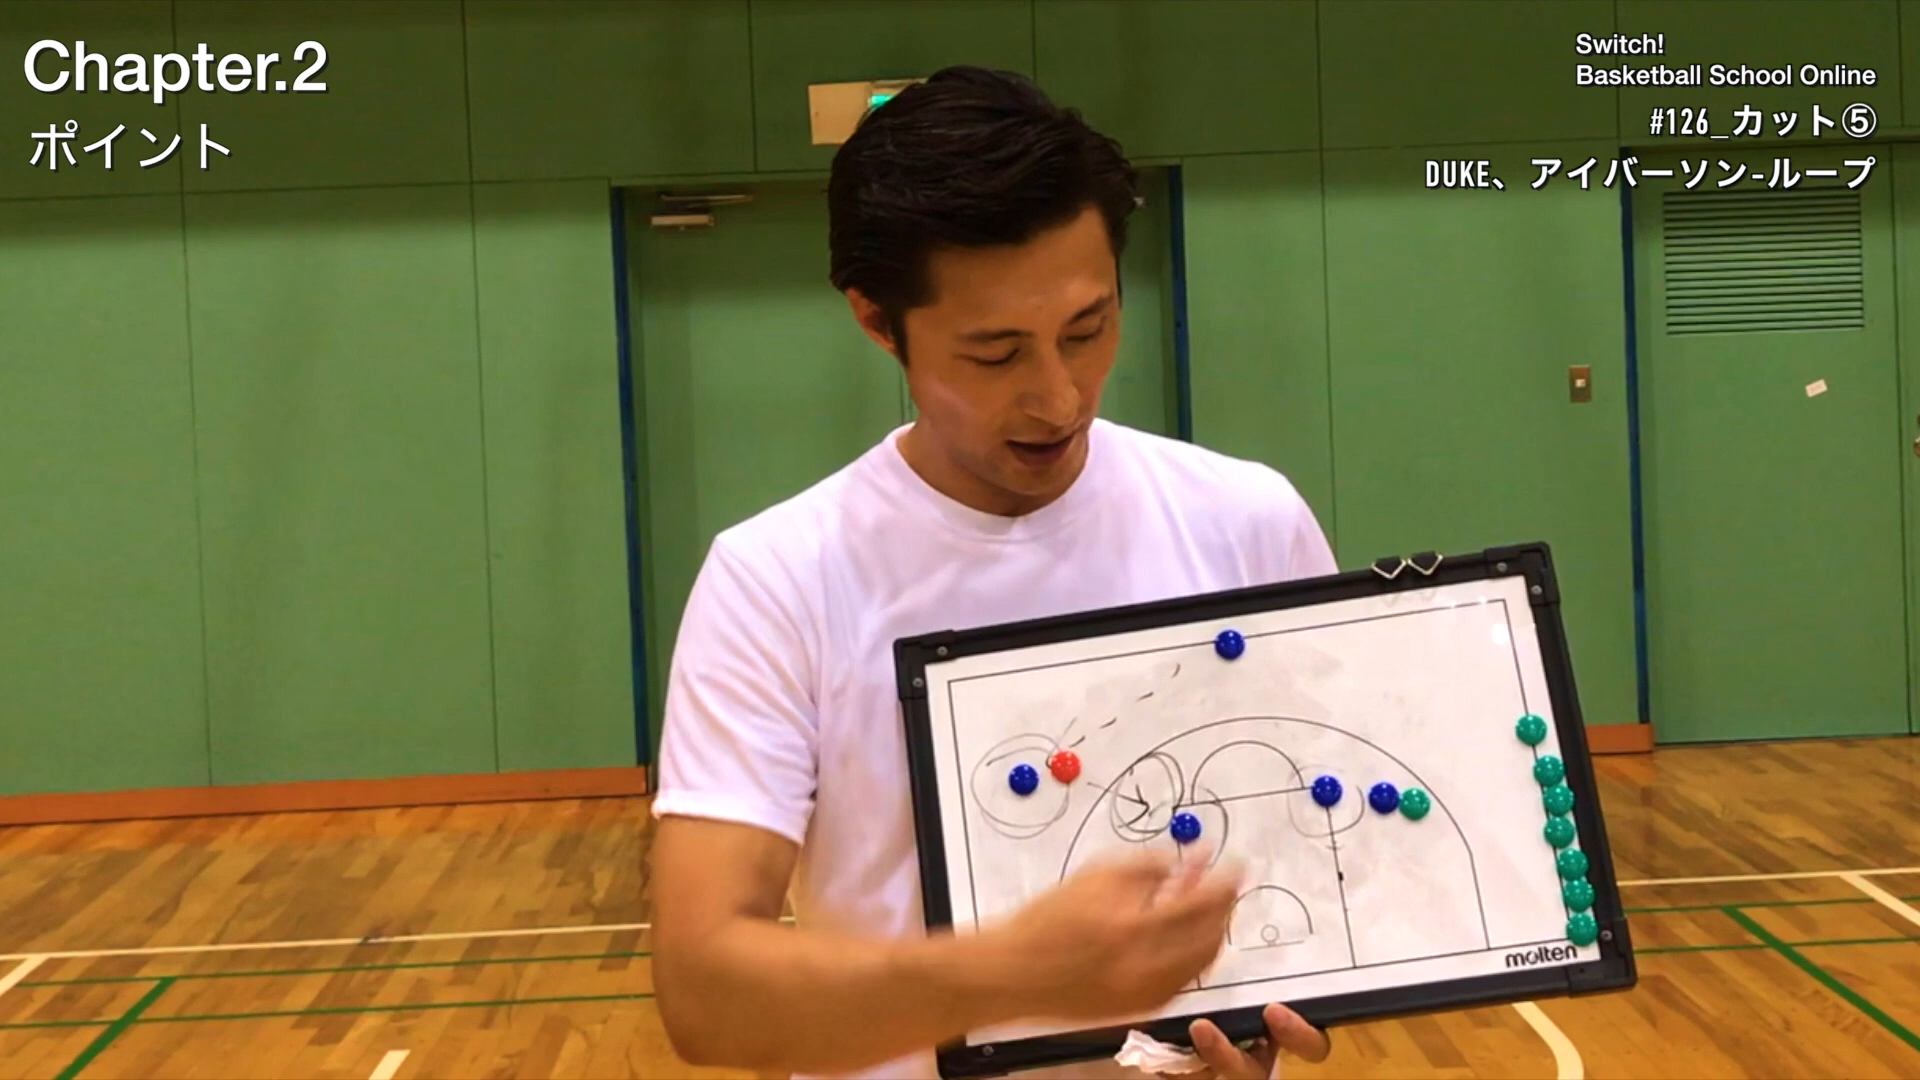 Chapter.2
ポイント
Switch!
Basketball School Online
#126_カット⑤
DUKE、アイバーソン-ループ
molten